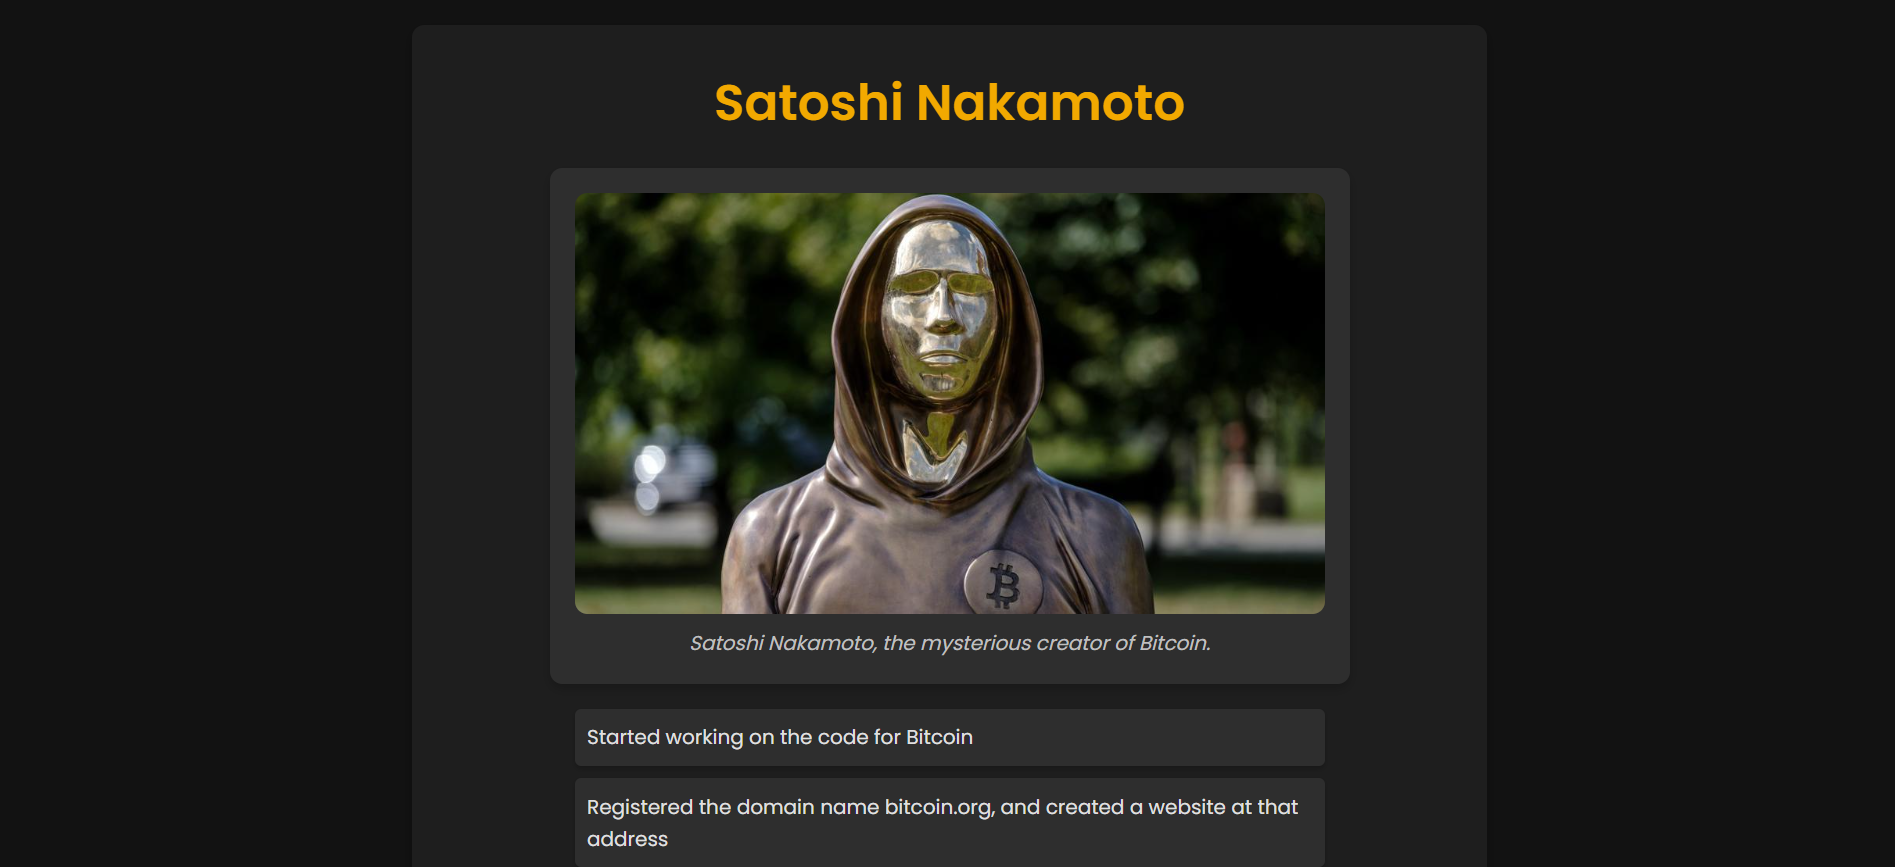 Satoshi Nakamoto
Satoshi Nakamoto, the mysterious creator of Bitcoin.
Started working on the code for Bitcoin
Registered the domain name bitcoin.org, and created a website at that
address